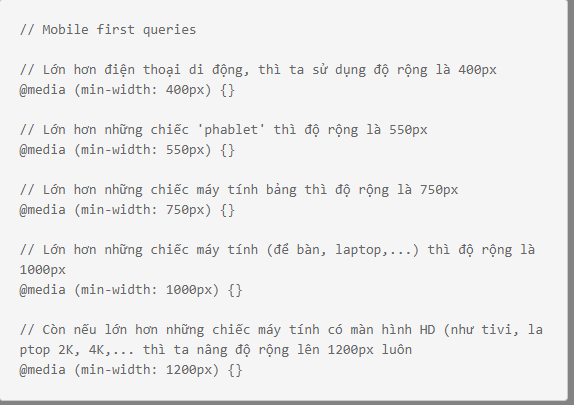 // Mobile first queries
// Lớn hơn điện thoại di động, thì ta sử dụng độ rộng là 400px
@media (min-width: 400px) {}
// Lớn hơn những chiếc 'phablet' thì độ rộng là 550px
@media (min-width: 550px) {}
// Lớn hơn những chiếc máy tính bảng thì độ rộng là 750px
@media (min-width: 750px) {}
// Lớn hơn những chiếc máy tính (để bàn, laptop,...) thì độ rộng là
1000px
@media (min-width: 1000px) {}
// Còn nếu lớn hơn những chiếc máy tính có màn hình HD (như tivi, la
ptop 2K, 4K,... thì ta nâng độ rộng lên 1200px luôn
@media (min-width: 1200px) {}